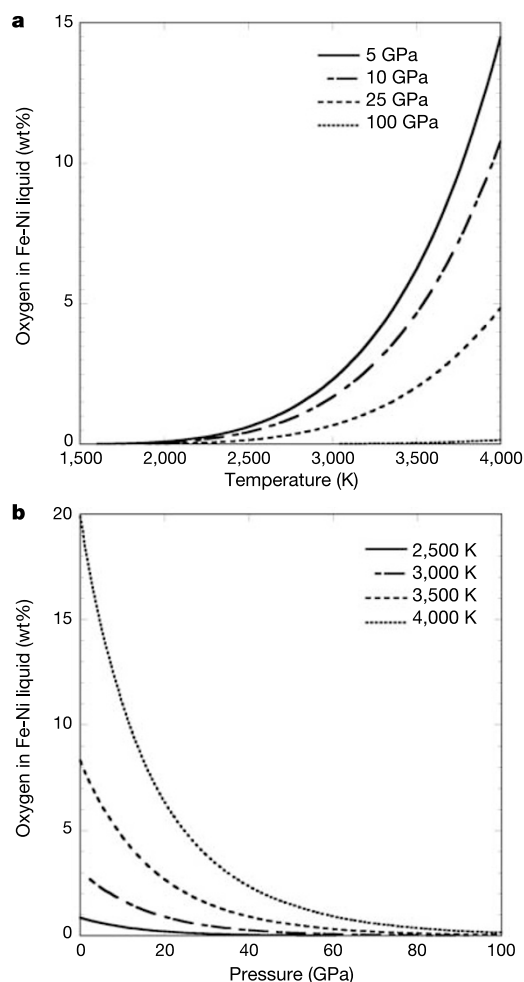 a
15
10
5
0
Oxygen in Fe-Ni liquid (wt%)
5 GPa
10 GPa
25 GPa
100 GPa
1,500 2,000 2,500 3,000 3,500 4,000
Temperature (K)
b
20
15
10
5
0
Oxygen in Fe-Ni liquid (wt%)
2,500 K
3,000 K
3,500 K
4,000 K
0 20 40 60 80 100
Pressure (GPa)